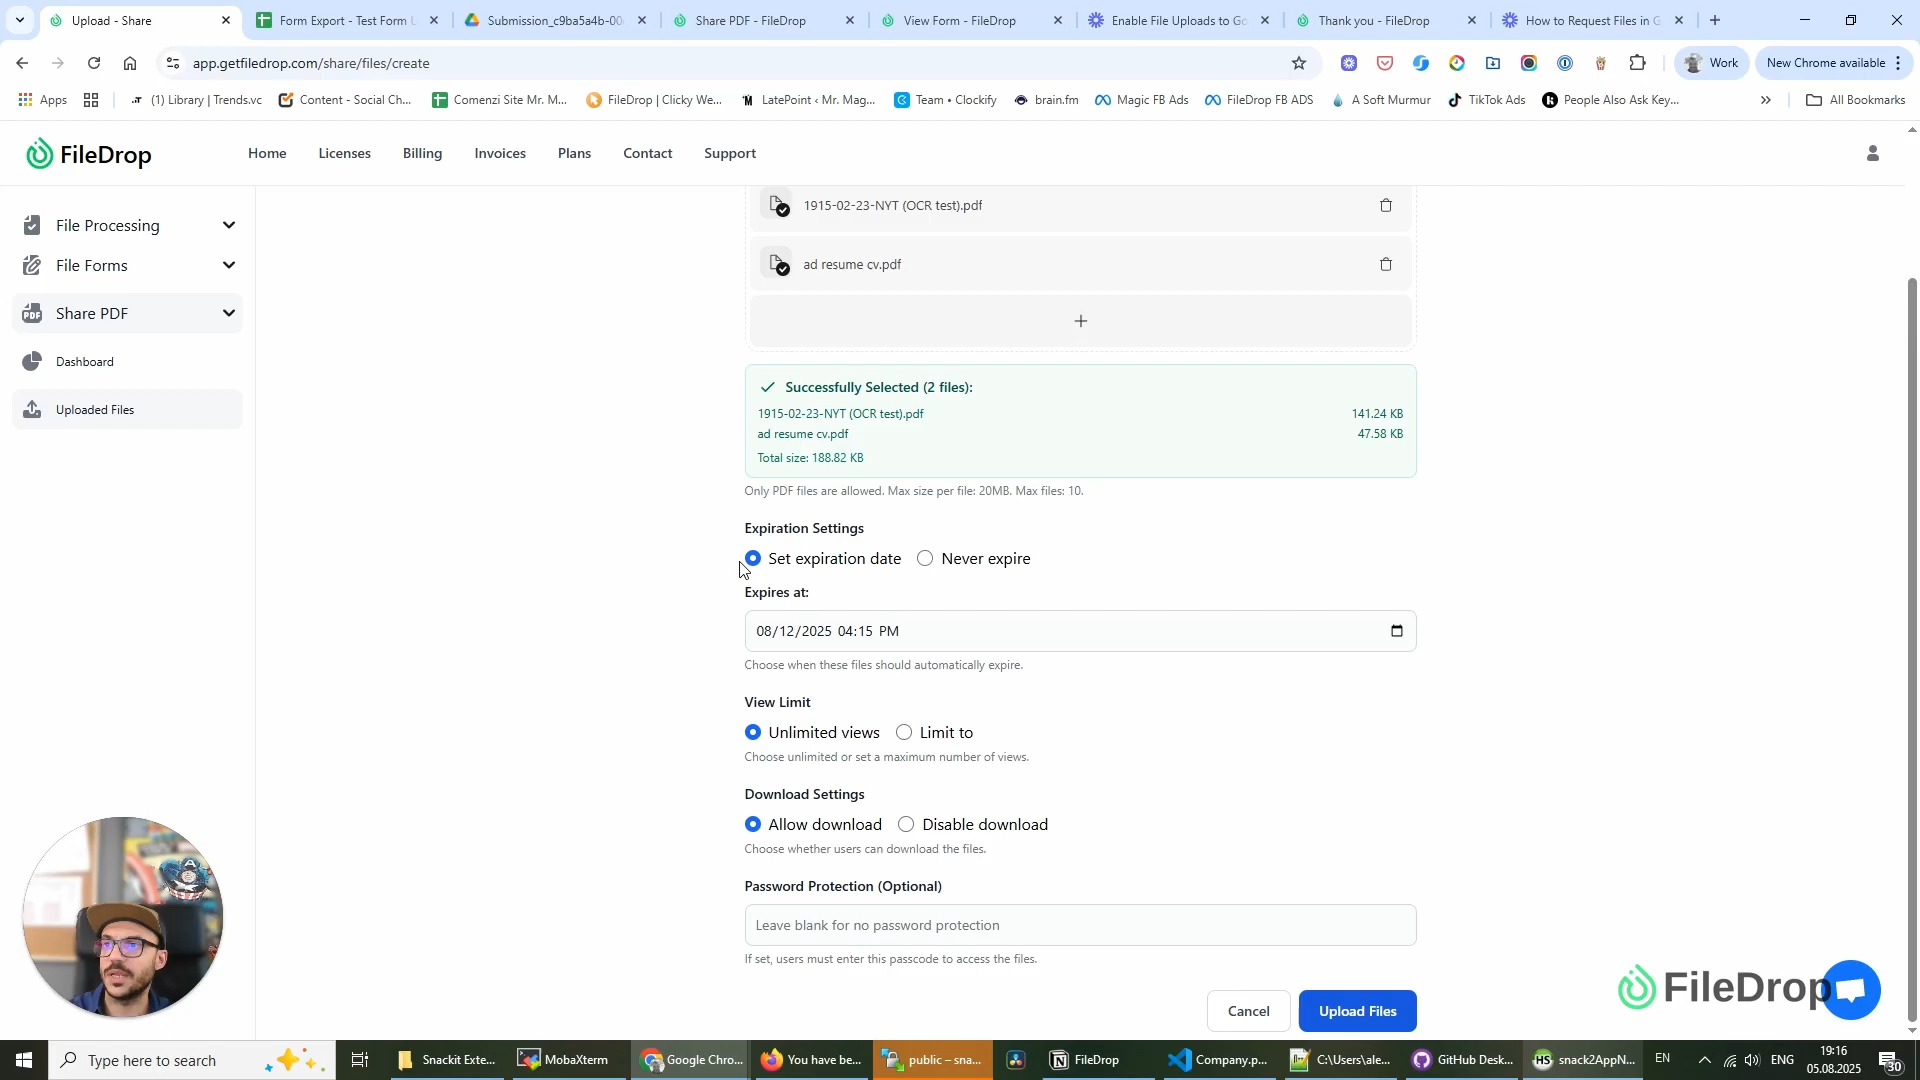 Upload - Share
Form Export - Test Form U
Submission_c9ba5a4b-00
Share PDF - FileDrop
View Form - FileDrop
Enable File Uploads to Go
Thank you - FileDrop
How to Request Files in G
app.getfiledrop.com/share/files/create
Work
New Chrome available
Apps
(1) Library | Trends.vc
Content - Social Ch...
Comenzi Site Mr. M...
FileDrop | Clicky We...
LatePoint ‹ Mr. Mag...
Team • Clockify
brain.fm
Magic FB Ads
FileDrop FB ADS
A Soft Murmur
TikTok Ads
People Also Ask Key...
All Bookmarks
FileDrop
Home
Licenses
Billing
Invoices
Plans
Contact
Support
File Processing
File Forms
Share PDF
Dashboard
Uploaded Files
1915-02-23-NYT (OCR test).pdf
ad resume cv.pdf
Successfully Selected (2 files):
1915-02-23-NYT (OCR test).pdf 141.24 KB
ad resume cv.pdf 47.58 KB
Total size: 188.82 KB
Only PDF files are allowed. Max size per file: 20MB. Max files: 10.
Expiration Settings
Set expiration date Never expire
Expires at:
08/12/2025 04:15 PM
Choose when these files should automatically expire.
View Limit
Unlimited views Limit to
Choose unlimited or set a maximum number of views.
Download Settings
Allow download Disable download
Choose whether users can download the files.
Password Protection (Optional)
Leave blank for no password protection
If set, users must enter this passcode to access the files.
Cancel
Upload Files
FileDrop
Type here to search
Snackit Exte...
MobaXterm
Google Chro...
You have be...
public – sna...
FileDrop
Company.p...
C:\Users\ale...
GitHub Desk...
snack2AppN...
EN
ENG
19:16
05.08.2025
30